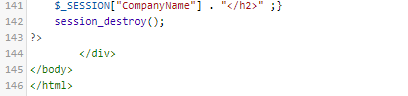 141 $_SESSION["CompanyName"] . "</h2>" ;}
142 session_destroy();
143 ?>
144 </div>
145 </body>
146 </html>